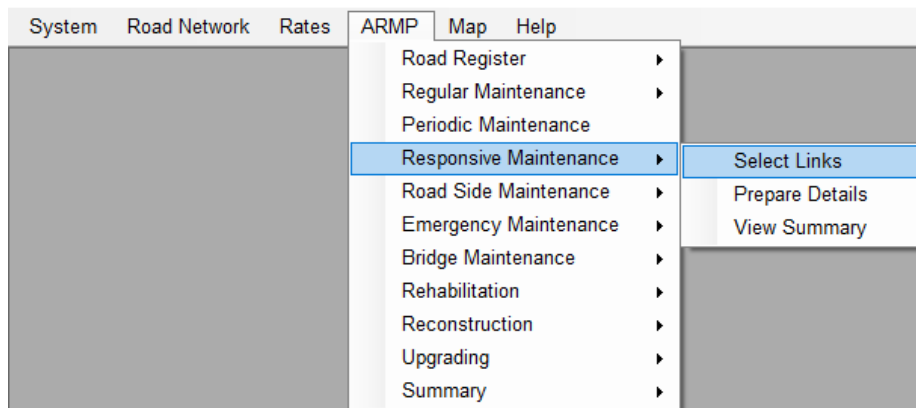 System Road Network Rates ARMP Map Help
Road Register
Regular Maintenance
Periodic Maintenance
Responsive Maintenance
Select Links
Road Side Maintenance
Prepare Details
Emergency Maintenance
View Summary
Bridge Maintenance
Rehabilitation
Reconstruction
Upgrading
Summary